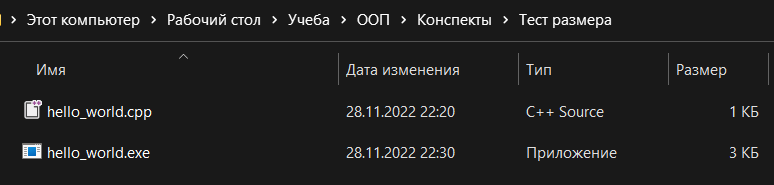 Этот компьютер > Рабочий стол > Учеба > ООП > Конспекты > Тест размера
Имя Дата изменения Тип Размер
hello_world.cpp 28.11.2022 22:20 C++ Source 1 КБ
hello_world.exe 28.11.2022 22:30 Приложение 3 КБ